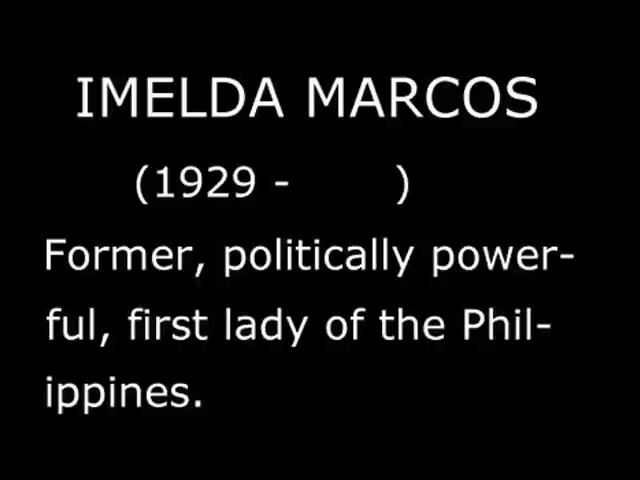 IMELDA MARCOS
(1929 -      )
Former, politically power-
ful, first lady of the Phil-
ippines.